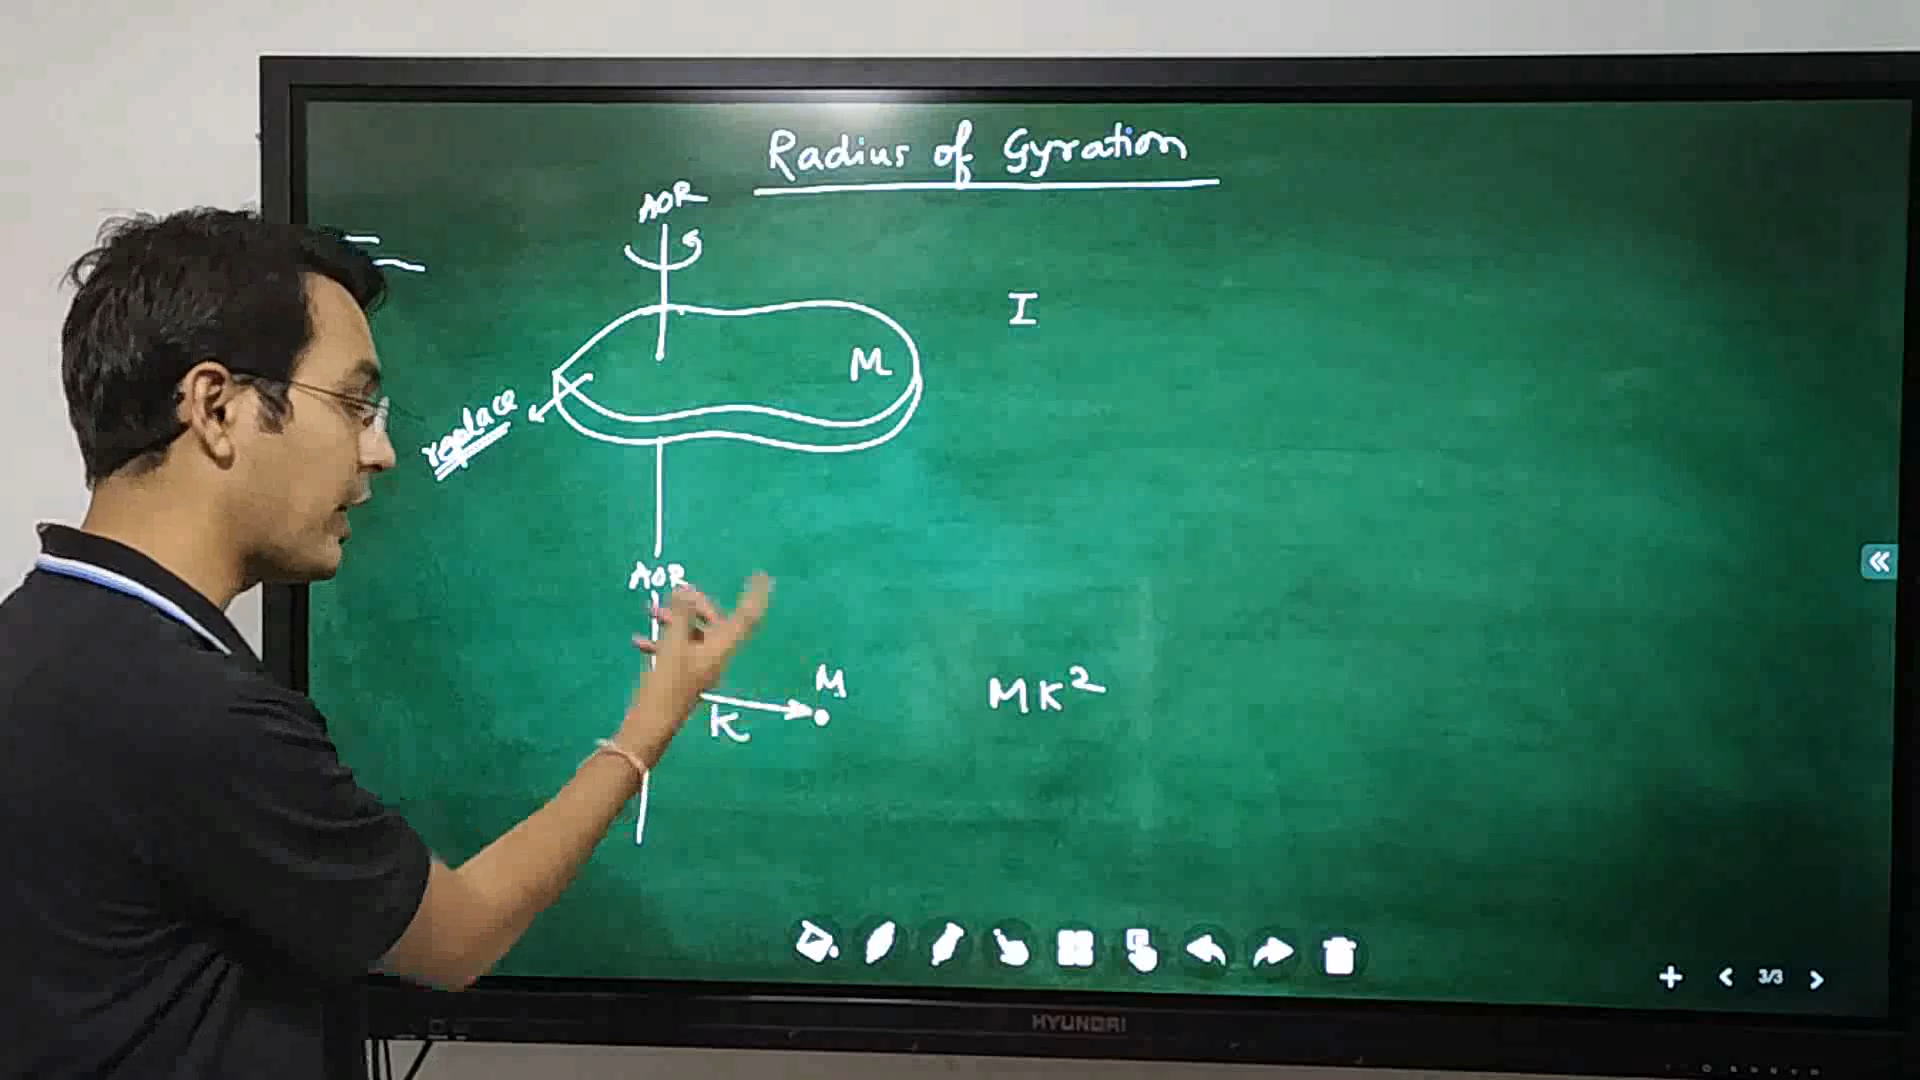 Radius of Gyration
AOR
I
M
replace
AOR
M
K
MK²
3/3
HYUNDAI